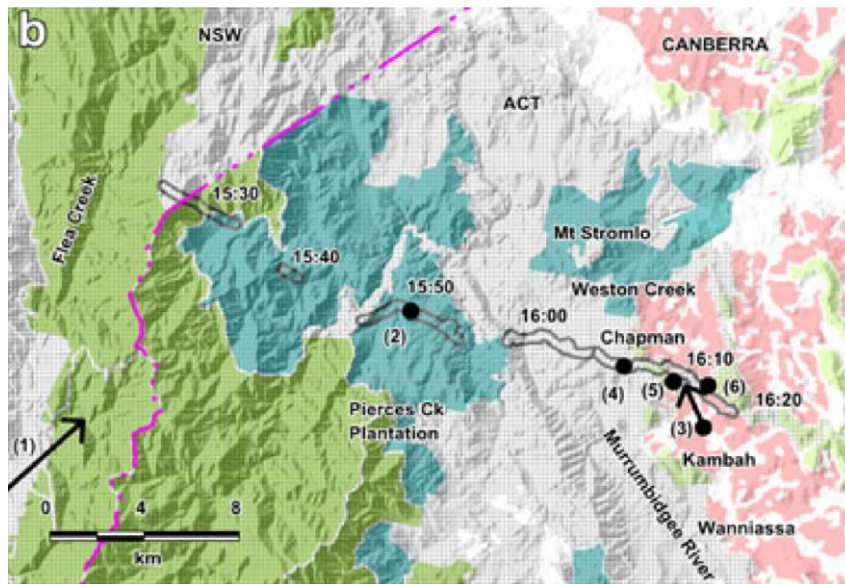 b
NSW
CANBERRA
ACT
Flea Creek
15:30
15:40
Mt Stromlo
15:50
Weston Creek
(2)
16:00
Chapman
16:10
(4)
(5)
(6)
16:20
Pierces Ck
Plantation
(1)
(3)
Kambah
Murrumbidgee River
0 4 8
km
Wanniassa